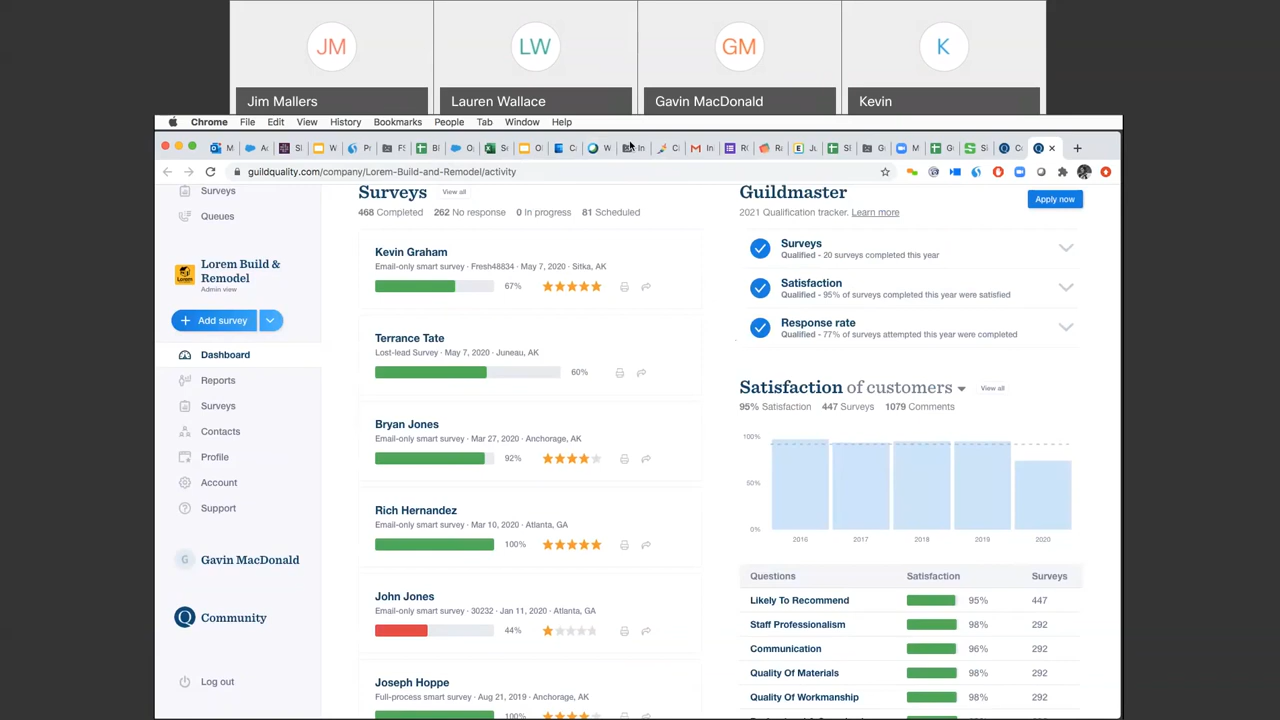 JM
LW
GM
K
Jim Mallers
Lauren Wallace
Gavin MacDonald
Kevin
Chrome File Edit View History Bookmarks People Tab Window Help
guildquality.com/company/Lorem-Build-and-Remodel/activity
Surveys
Queues
Lorem Build &
Remodel
Admin view
+ Add survey
Dashboard
Reports
Surveys
Contacts
Profile
Account
Support
G Gavin MacDonald
Community
Log out
Surveys View all
468 Completed 262 No response 0 In progress 81 Scheduled
Kevin Graham
Email-only smart survey · Fresh48834 · May 7, 2020 · Sitka, AK
67%
Terrance Tate
Lost-lead Survey · May 7, 2020 · Juneau, AK
60%
Bryan Jones
Email-only smart survey · Mar 27, 2020 · Anchorage, AK
92%
Rich Hernandez
Email-only smart survey · Mar 10, 2020 · Atlanta, GA
100%
John Jones
Email-only smart survey · 30232 · Jan 11, 2020 · Atlanta, GA
44%
Joseph Hoppe
Full-process smart survey · Aug 21, 2019 · Anchorage, AK
100%
Guildmaster
2021 Qualification tracker. Learn more
Apply now
Surveys
Qualified - 20 surveys completed this year
Satisfaction
Qualified - 95% of surveys completed this year were satisfied
Response rate
Qualified - 77% of surveys attempted this year were completed
Satisfaction of customers View all
95% Satisfaction 447 Surveys 1079 Comments
100%
50%
0%
2016 2017 2018 2019 2020
Questions Satisfaction Surveys
Likely To Recommend 95% 447
Staff Professionalism 98% 292
Communication 96% 292
Quality Of Materials 98% 292
Quality Of Workmanship 98% 292